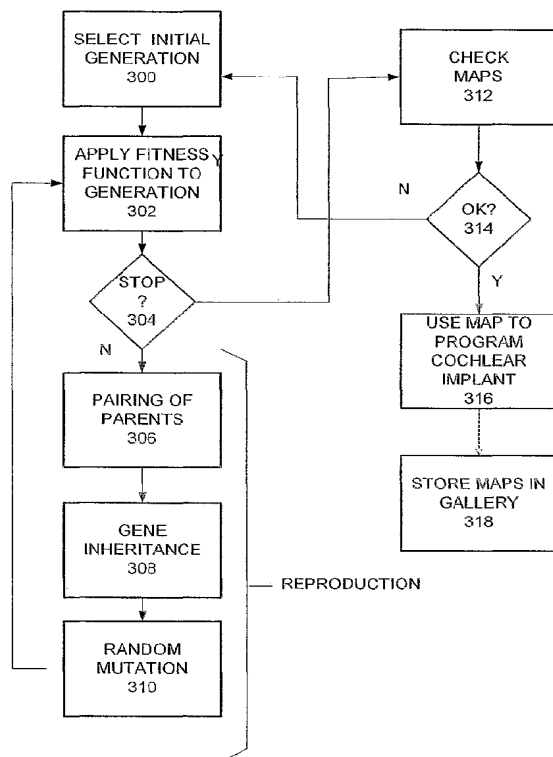 SELECT INITIAL
GENERATION
300
APPLY FITNESS
Y
FUNCTION TO
GENERATION
302
STOP
?
304
N
PAIRING OF
PARENTS
306
GENE
INHERITANCE
308
RANDOM
MUTATION
310
REPRODUCTION
CHECK
MAPS
312
N
OK?
314
Y
USE MAP TO
PROGRAM
COCHLEAR
IMPLANT
316
STORE MAPS IN
GALLERY
318